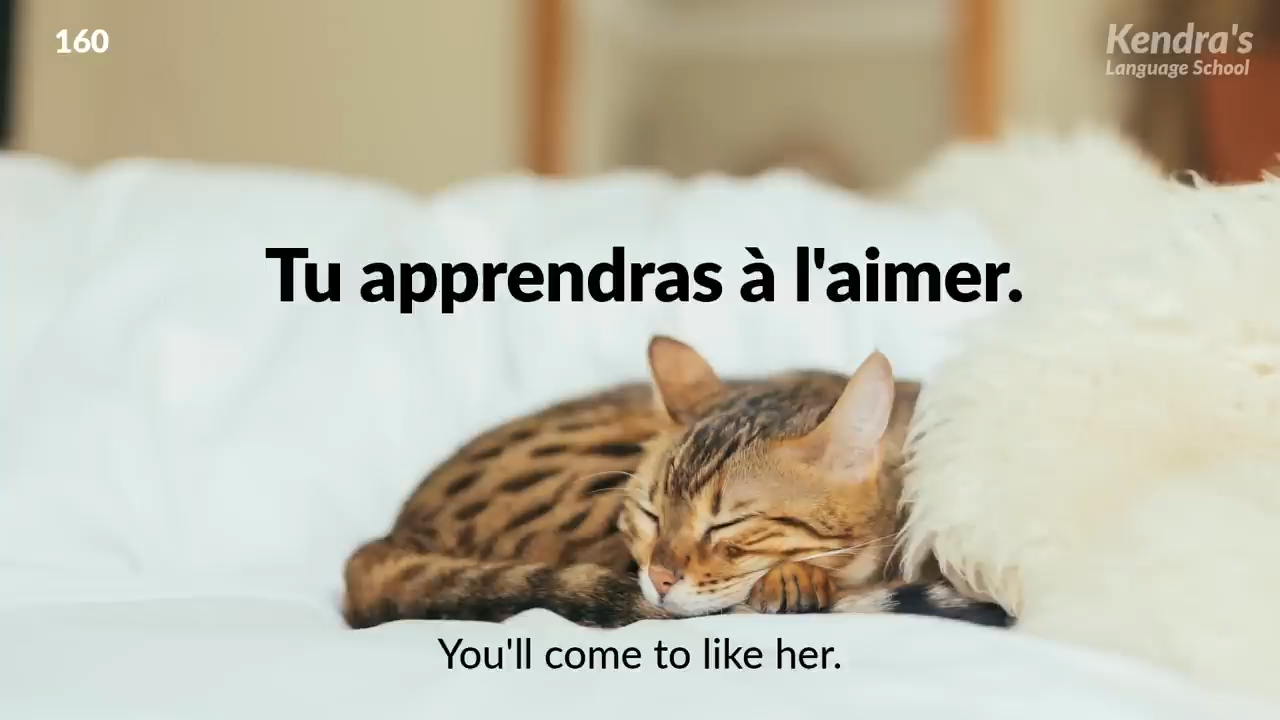 160
Kendra's
Language School
Tu apprendras à l'aimer.
You'll come to like her.